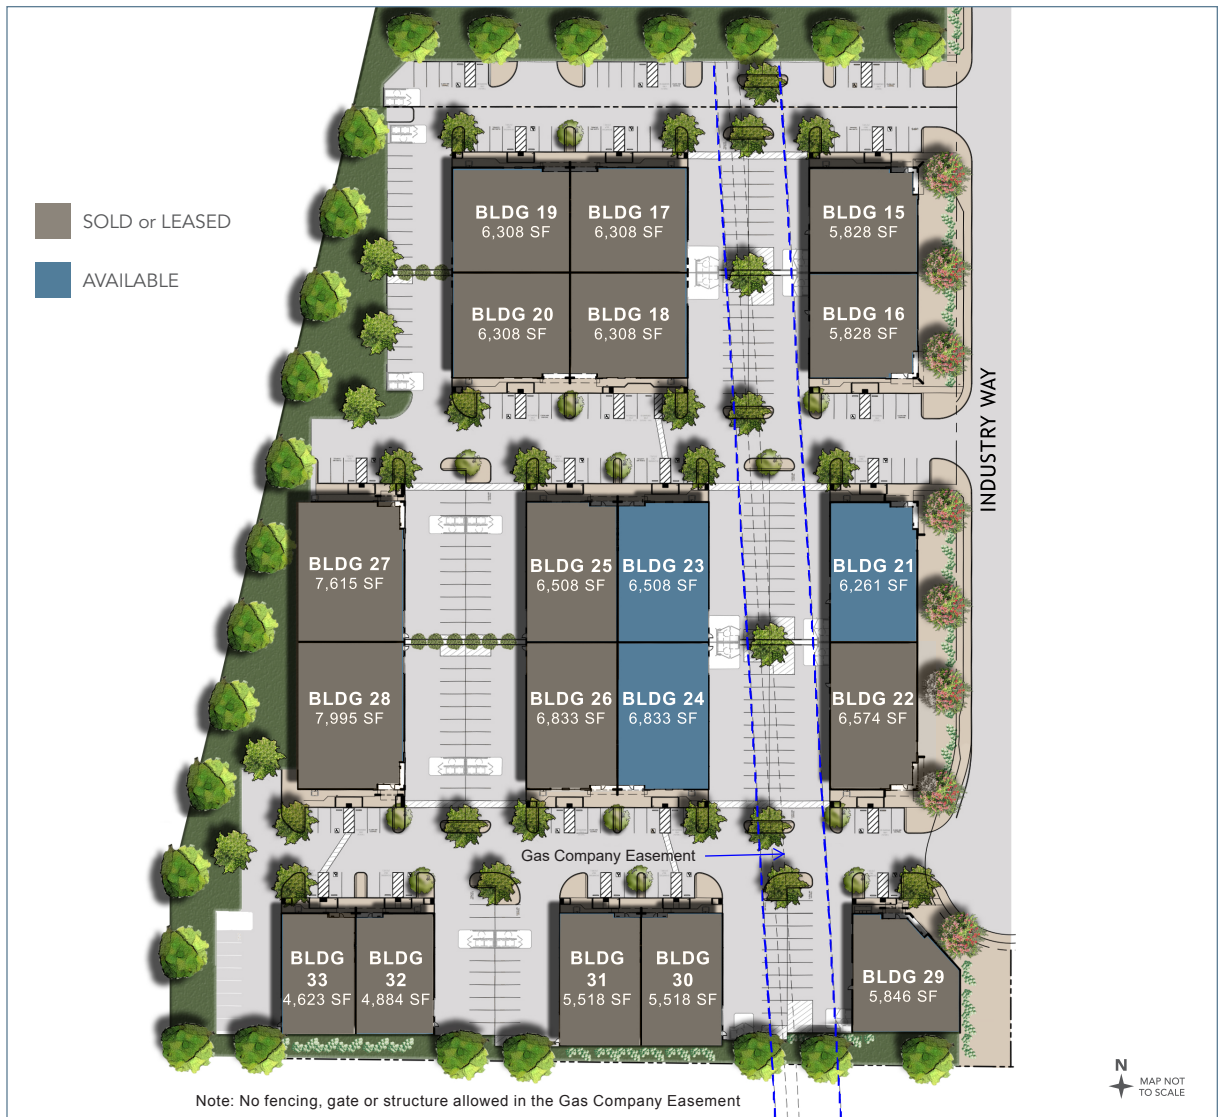 SOLD or LEASED
AVAILABLE
BLDG 19
6,308 SF
BLDG 17
6,308 SF
BLDG 15
5,828 SF
BLDG 20
6,308 SF
BLDG 18
6,308 SF
BLDG 16
5,828 SF
INDUSTRY WAY
BLDG 27
7,615 SF
BLDG 25
6,508 SF
BLDG 23
6,508 SF
BLDG 21
6,261 SF
BLDG 28
7,995 SF
BLDG 26
6,833 SF
BLDG 24
6,833 SF
BLDG 22
6,574 SF
Gas Company Easement
BLDG
33
4,623 SF
BLDG
32
4,884 SF
BLDG
31
5,518 SF
BLDG
30
5,518 SF
BLDG 29
5,846 SF
N
MAP NOT
TO SCALE
Note: No fencing, gate or structure allowed in the Gas Company Easement